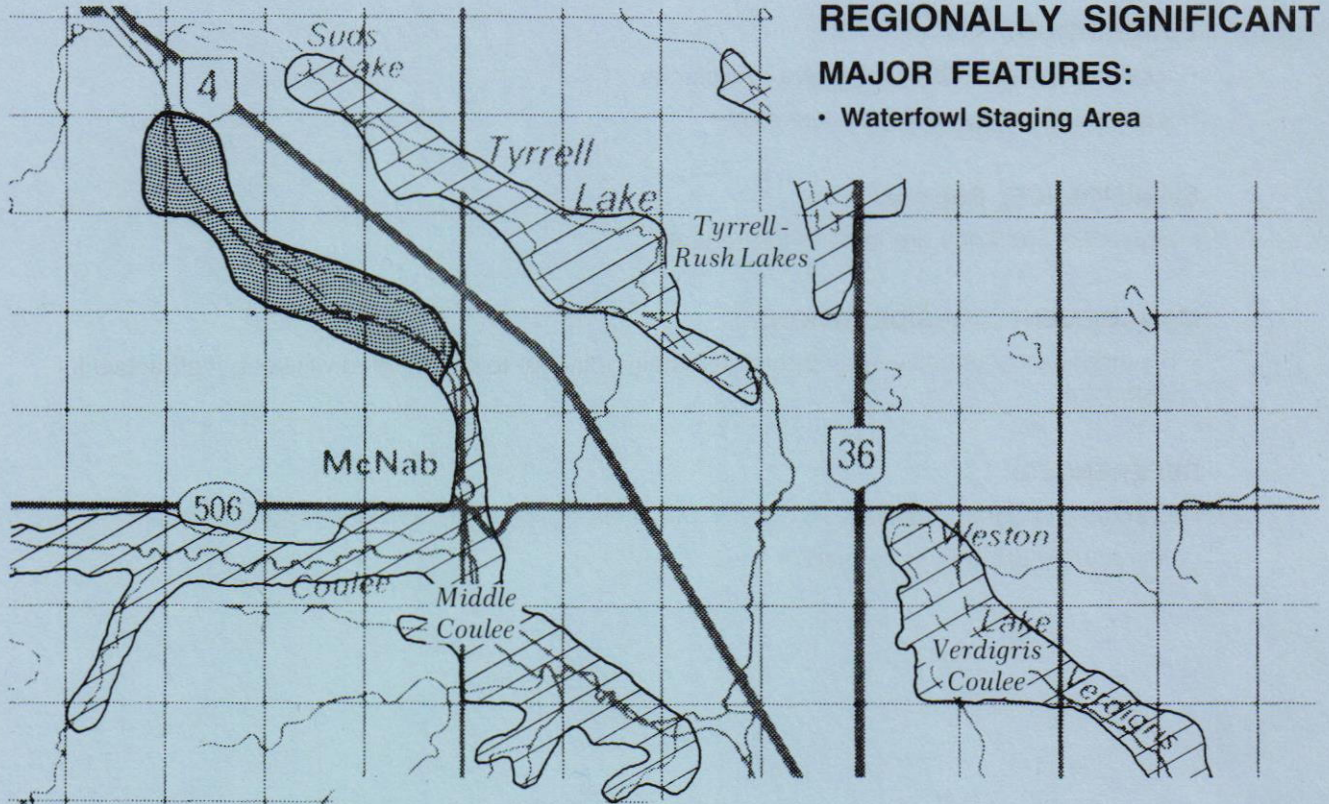 REGIONALLY SIGNIFICANT
MAJOR FEATURES:
• Waterfowl Staging Area
Suds
Lake
4
Tyrrell
Lake
Tyrrell -
Rush Lakes
McNab
36
506
Weston
Coulee
Middle
Coulee
Lake
Verdigris
Coulee
Verdigris